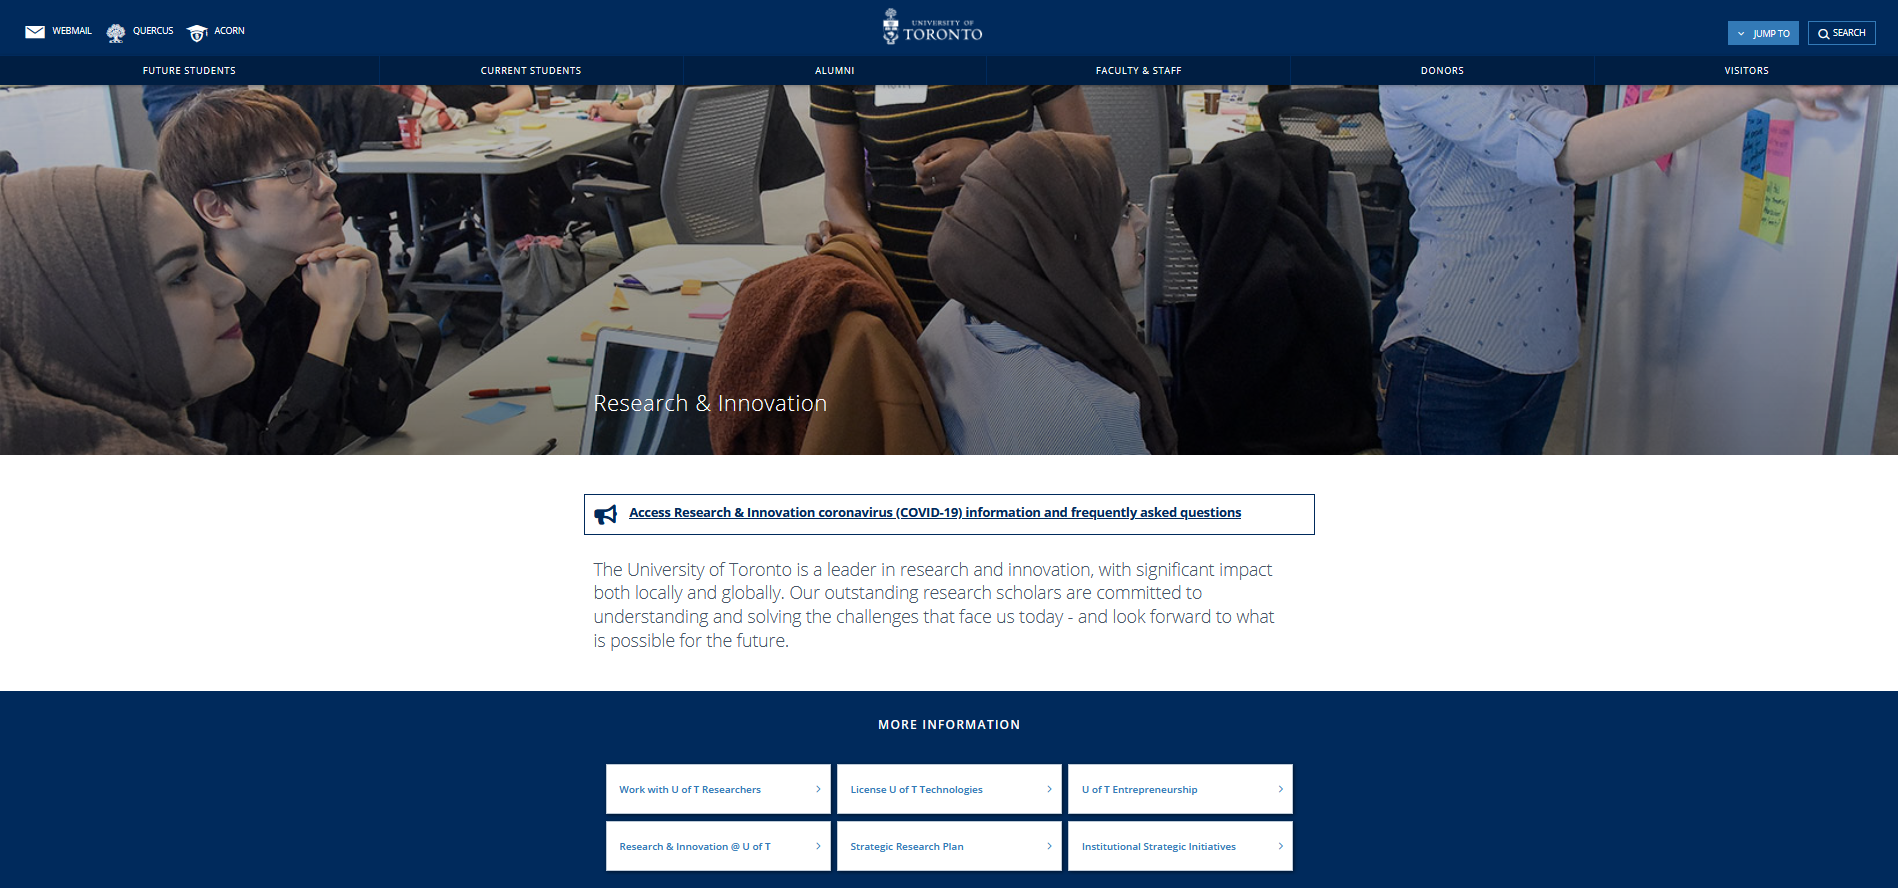 WEBMAIL
QUERCUS
ACORN
UNIVERSITY OF
TORONTO
JUMP TO
SEARCH
FUTURE STUDENTS
CURRENT STUDENTS
ALUMNI
FACULTY & STAFF
DONORS
VISITORS
Research & Innovation
Access Research & Innovation coronavirus (COVID-19) information and frequently asked questions
The University of Toronto is a leader in research and innovation, with significant impact
both locally and globally. Our outstanding research scholars are committed to
understanding and solving the challenges that face us today - and look forward to what
is possible for the future.
MORE INFORMATION
Work with U of T Researchers
License U of T Technologies
U of T Entrepreneurship
Research & Innovation @ U of T
Strategic Research Plan
Institutional Strategic Initiatives